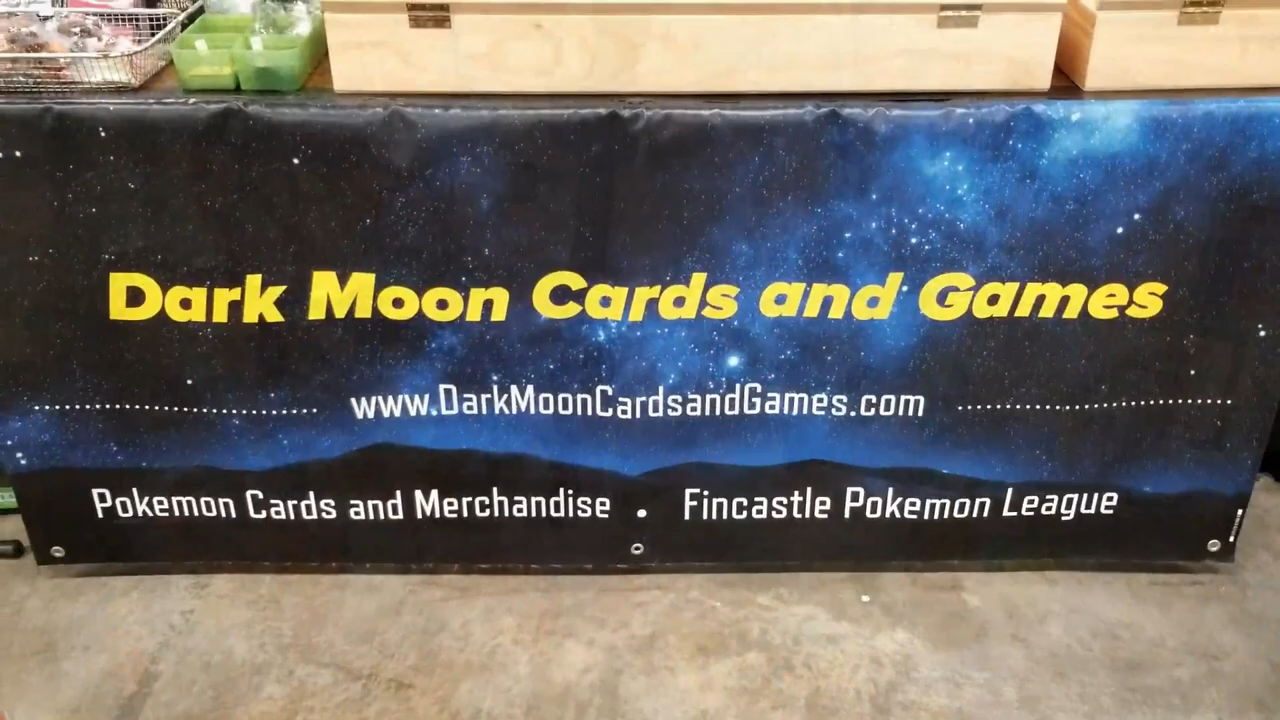 Dark Moon Cards and Games
www.DarkMoonCardsandGames.com
Pokemon Cards and Merchandise . Fincastle Pokemon League